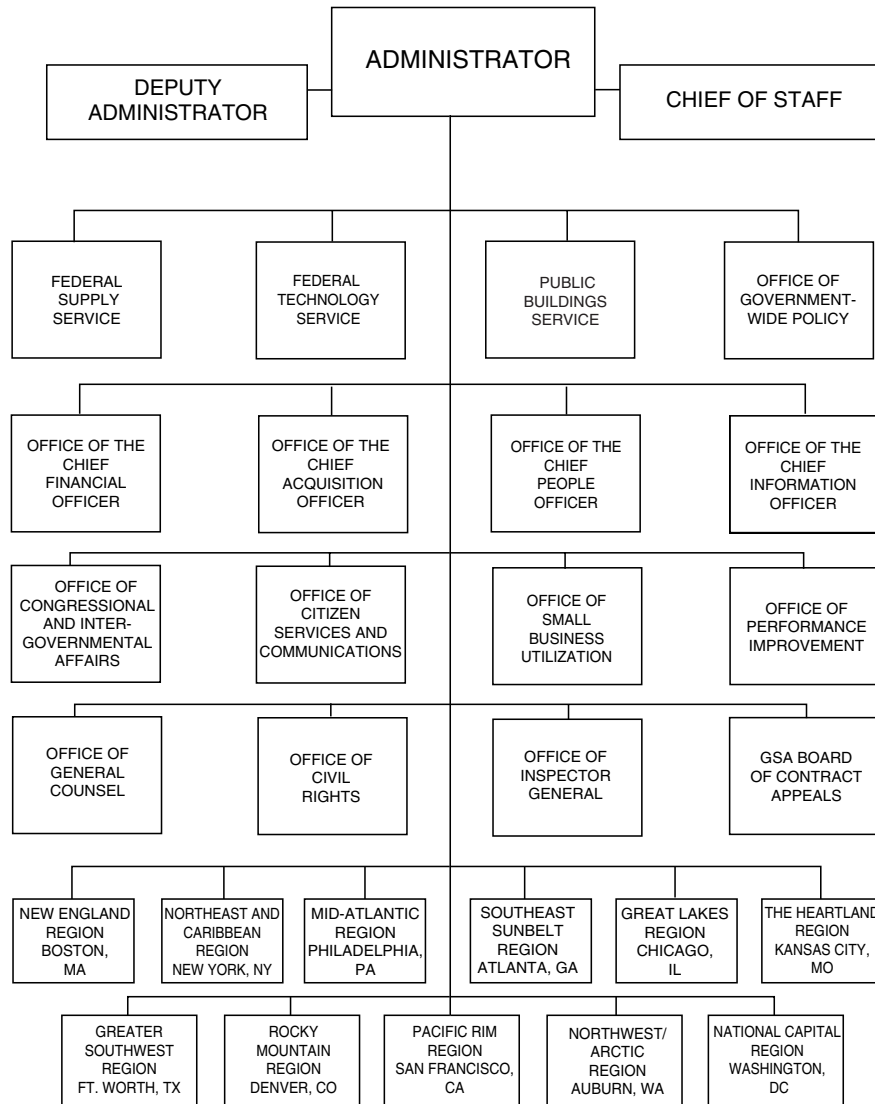 ADMINISTRATOR
DEPUTY
ADMINISTRATOR
CHIEF OF STAFF
FEDERAL
SUPPLY
SERVICE
FEDERAL
TECHNOLOGY
SERVICE
PUBLIC
BUILDINGS
SERVICE
OFFICE OF
GOVERNMENT-
WIDE POLICY
OFFICE OF THE
CHIEF
FINANCIAL
OFFICER
OFFICE OF THE
CHIEF
ACQUISITION
OFFICER
OFFICE OF THE
CHIEF
PEOPLE
OFFICER
OFFICE OF THE
CHIEF
INFORMATION
OFFICER
OFFICE OF
CONGRESSIONAL
AND INTER-
GOVERNMENTAL
AFFAIRS
OFFICE OF
CITIZEN
SERVICES AND
COMMUNICATIONS
OFFICE OF
SMALL
BUSINESS
UTILIZATION
OFFICE OF
PERFORMANCE
IMPROVEMENT
OFFICE OF
GENERAL
COUNSEL
OFFICE OF
CIVIL
RIGHTS
OFFICE OF
INSPECTOR
GENERAL
GSA BOARD
OF CONTRACT
APPEALS
NEW ENGLAND
REGION
BOSTON,
MA
NORTHEAST AND
CARIBBEAN
REGION
NEW YORK, NY
MID-ATLANTIC
REGION
PHILADELPHIA,
PA
SOUTHEAST
SUNBELT
REGION
ATLANTA, GA
GREAT LAKES
REGION
CHICAGO,
IL
THE HEARTLAND
REGION
KANSAS CITY,
MO
GREATER
SOUTHWEST
REGION
FT. WORTH, TX
ROCKY
MOUNTAIN
REGION
DENVER, CO
PACIFIC RIM
REGION
SAN FRANCISCO,
CA
NORTHWEST/
ARCTIC
REGION
AUBURN, WA
NATIONAL CAPITAL
REGION
WASHINGTON,
DC